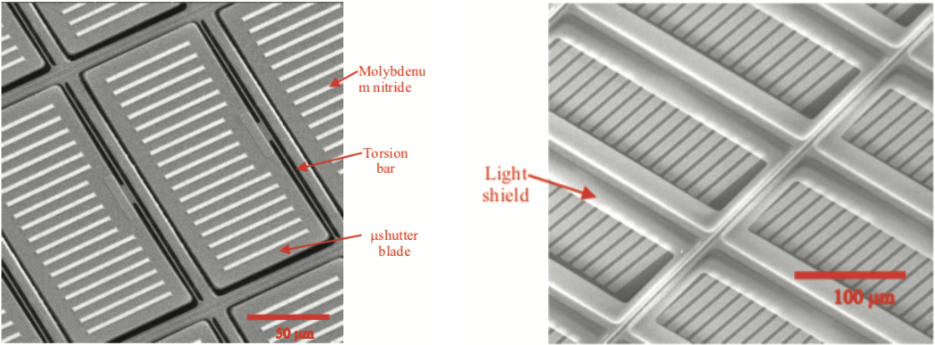 Molybdenu
m nitride
Torsion
bar
µshutter
blade
50 µm
Light
shield
100 µm